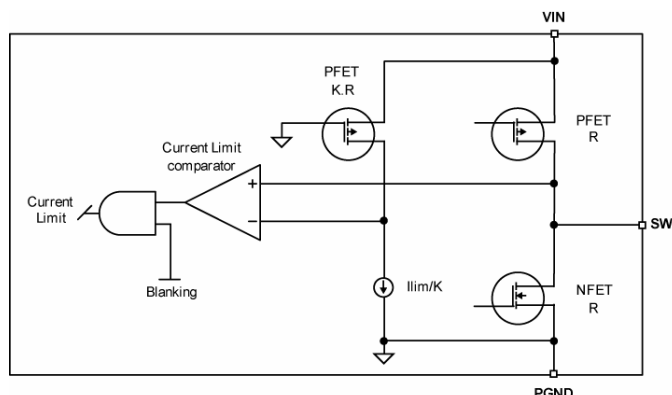 VIN
PFET
K.R
PFET
R
Current Limit
comparator
+
−
Current
Limit
SW
Blanking
Ilim/K
NFET
R
PGND